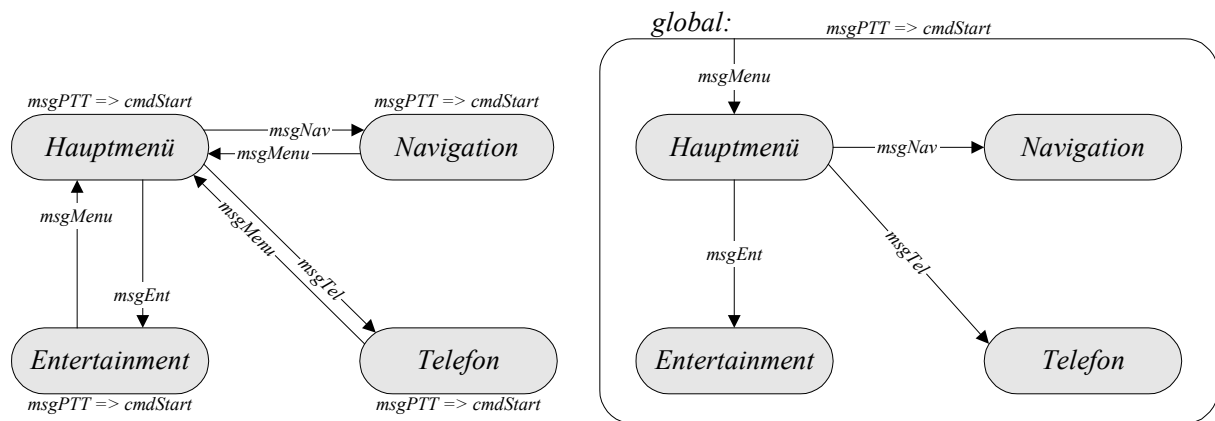 msgPTT => cmdStart
msgPTT => cmdStart
Hauptmenü
msgNav
msgMenu
Navigation
msgMenu
msgMenu
msgTel
msgEnt
Entertainment
Telefon
msgPTT => cmdStart
msgPTT => cmdStart
global:
msgPTT => cmdStart
msgMenu
Hauptmenü
msgNav
Navigation
msgEnt
msgTel
Entertainment
Telefon